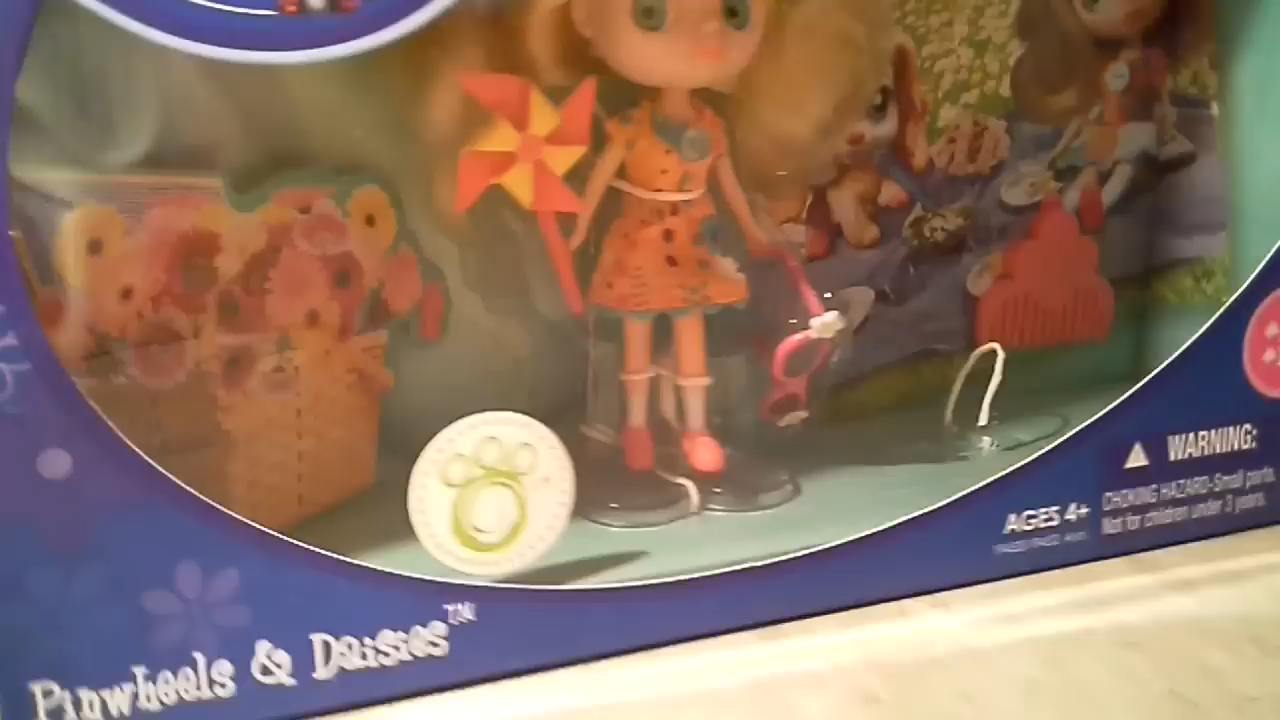 WARNING:
CHOKING HAZARD-Small parts.
Not for children under 3 years.
AGES 4+
Pinwheels & Daisies™